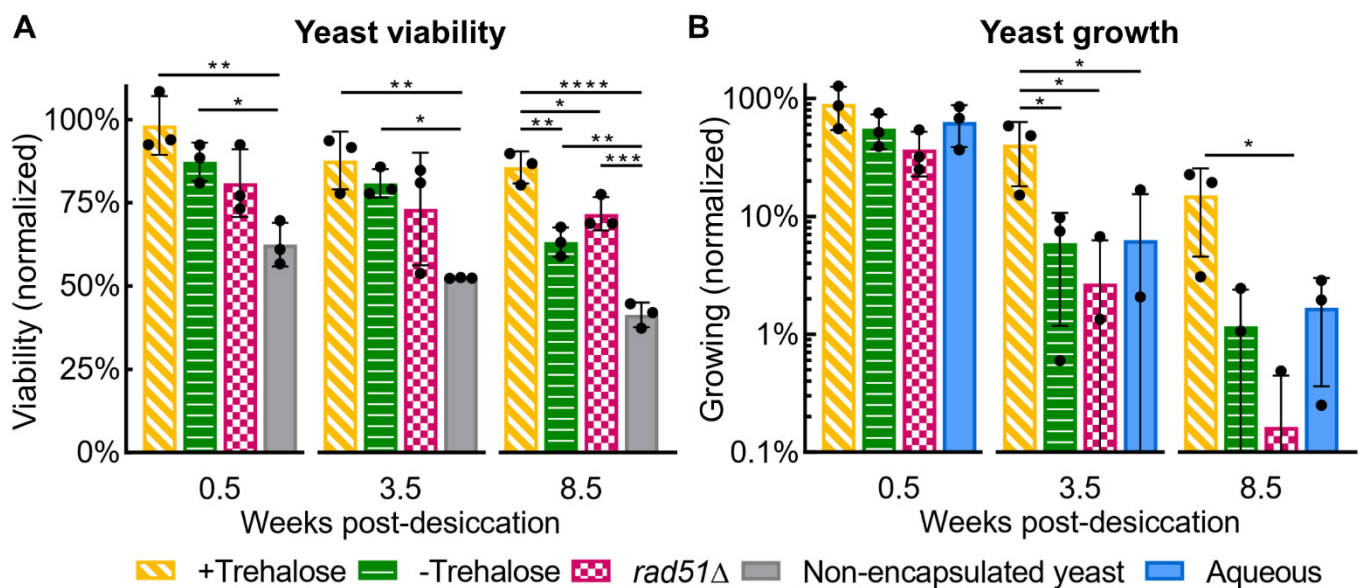 A Yeast viability
Viability (normalized)
100%
75%
50%
25%
0%
** * ** * **** * ** ** ***
0.5 3.5 8.5
Weeks post-desiccation
B Yeast growth
Growing (normalized)
100%
10%
1%
0.1%
* * * *
0.5 3.5 8.5
Weeks post-desiccation
+Trehalose -Trehalose rad51Δ Non-encapsulated yeast Aqueous